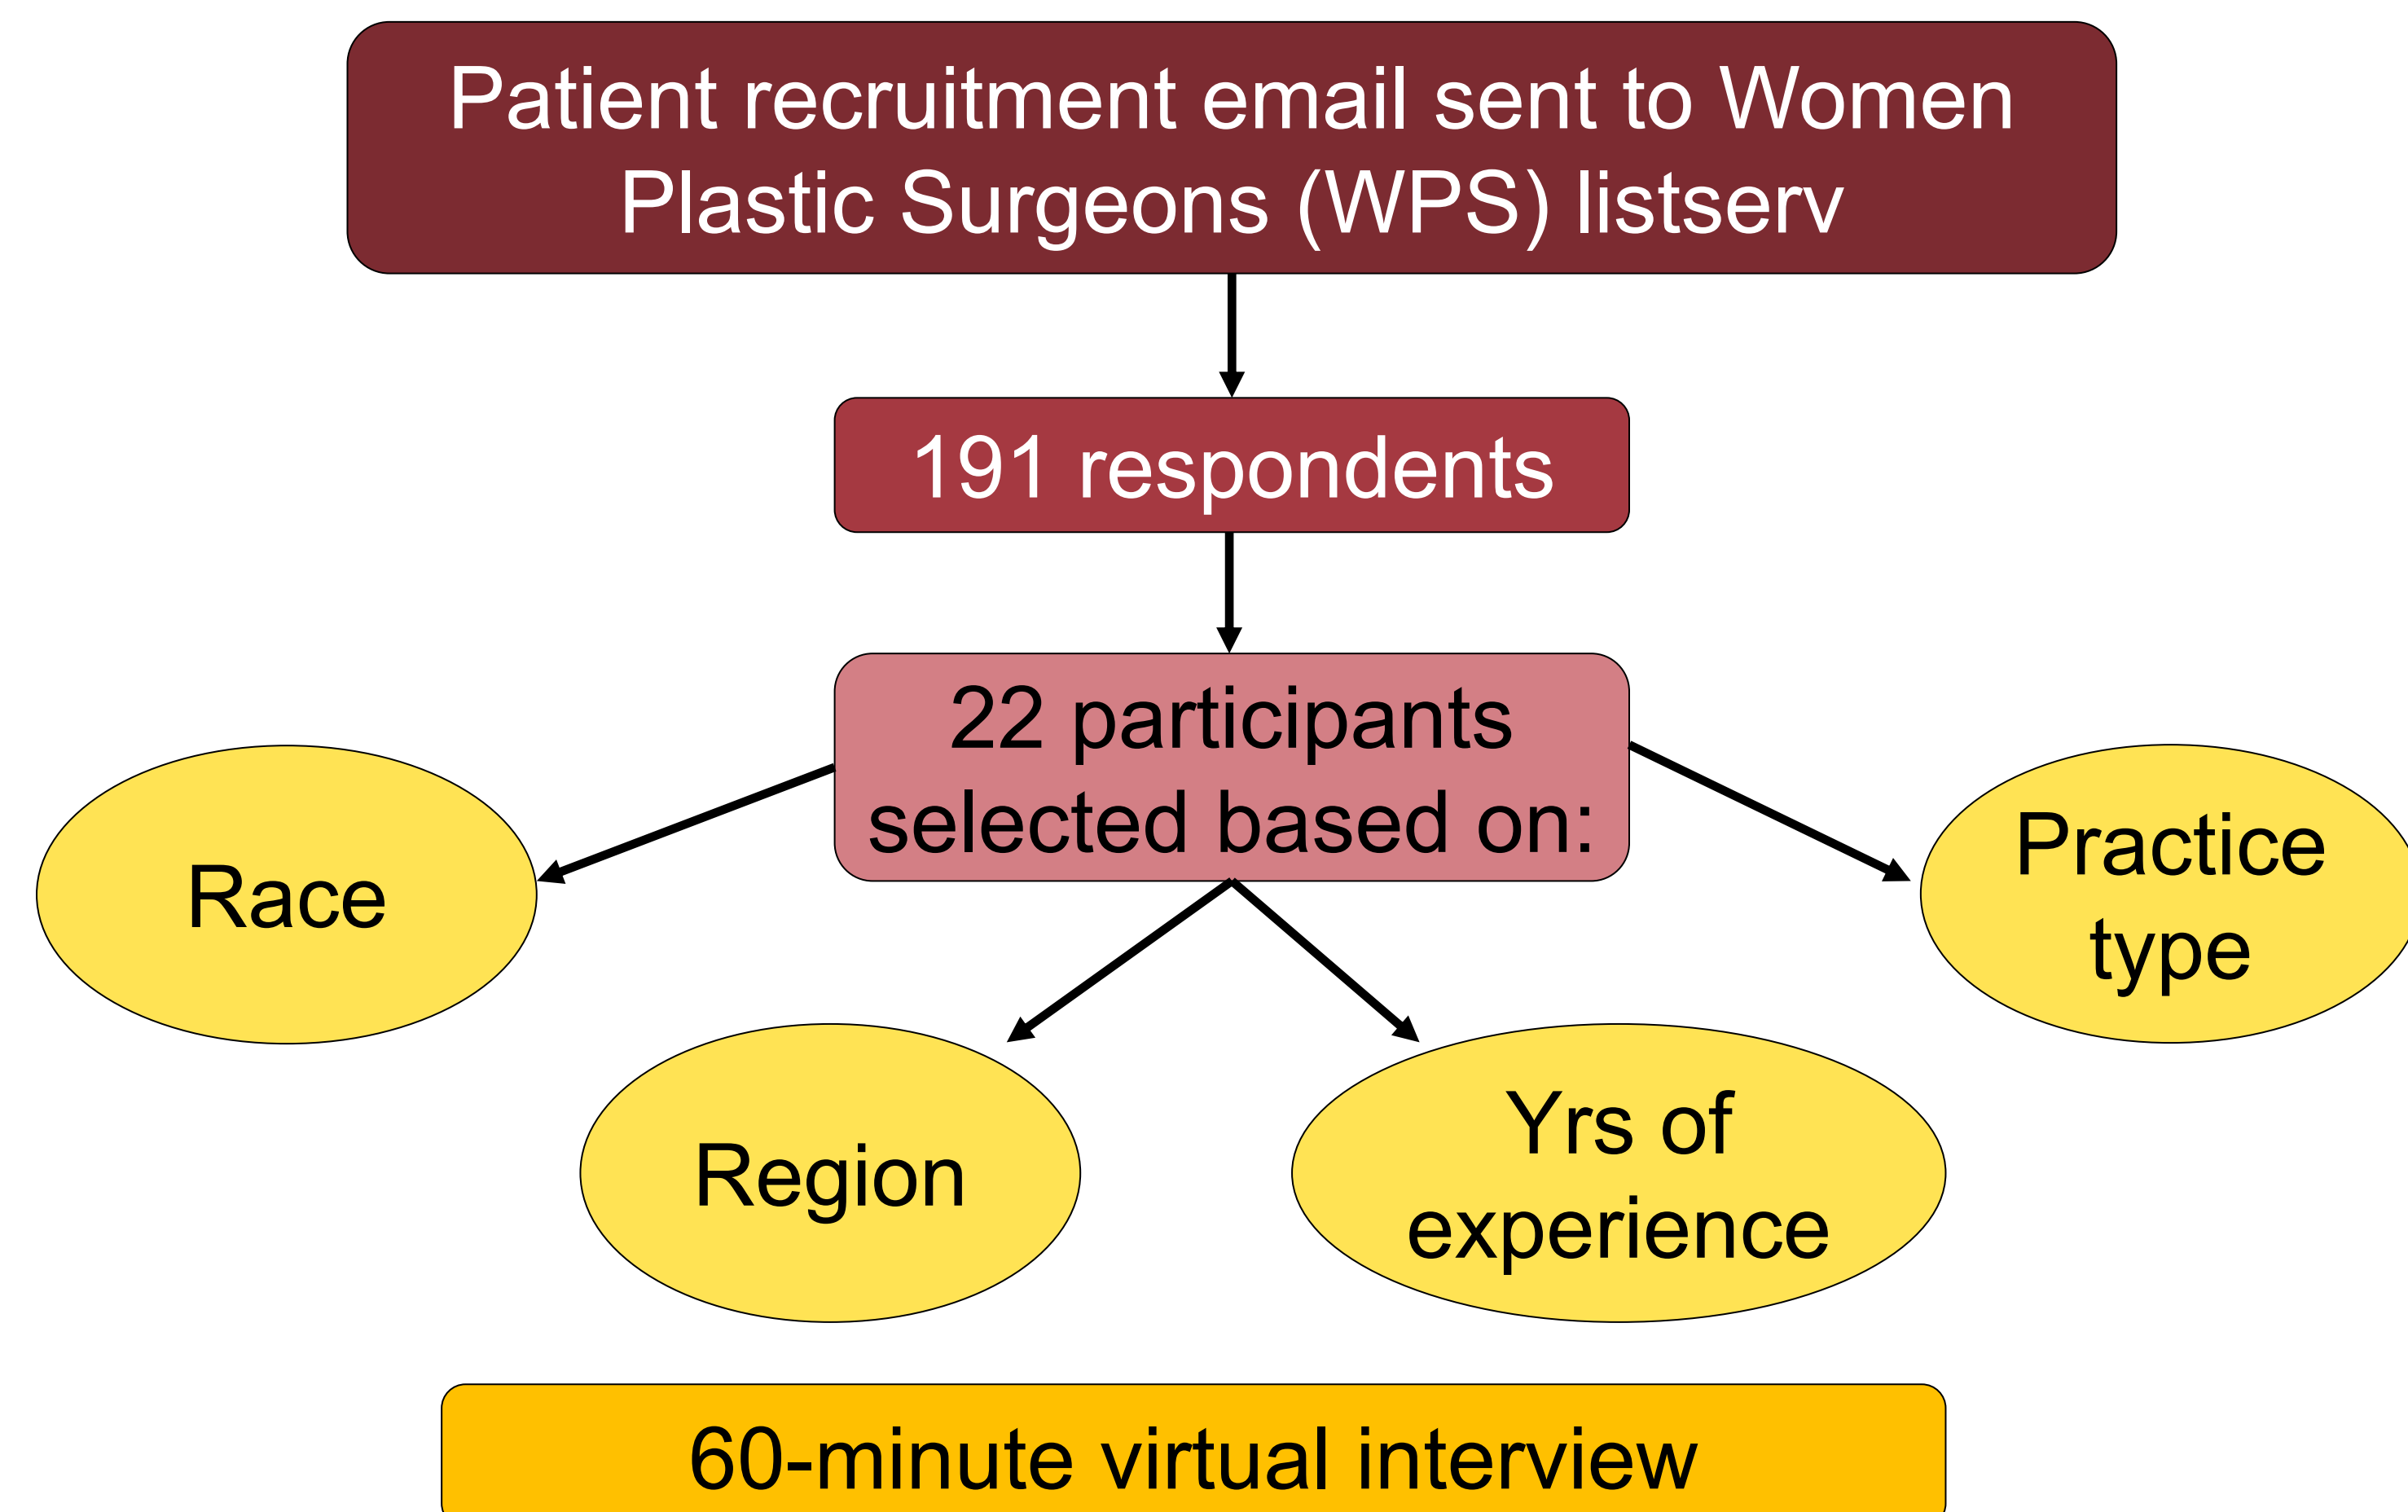 Patient recruitment email sent to Women
Plastic Surgeons (WPS) listserv
191 respondents
22 participants
selected based on:
Race
Practice
type
Region
Yrs of
experience
60-minute virtual interview